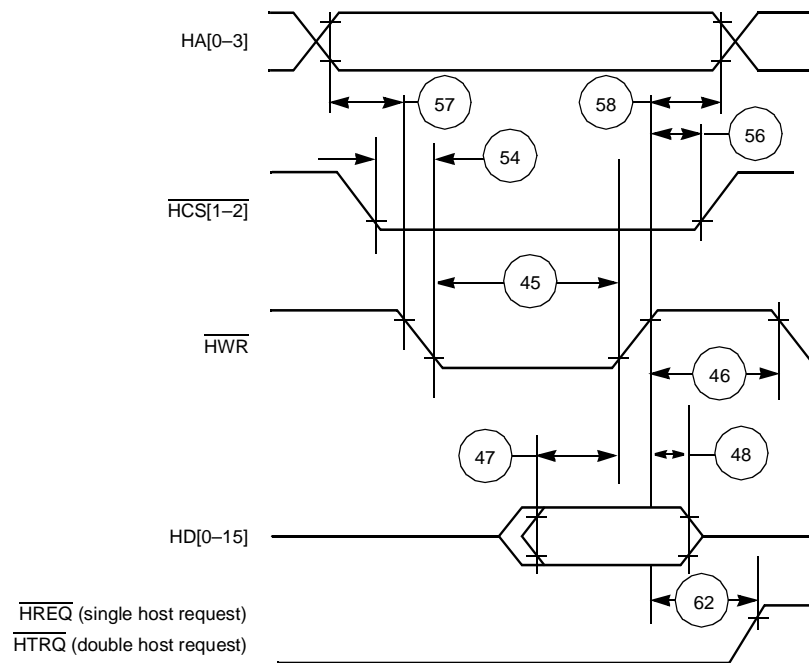 HA[0–3]
57
58
56
54
HCS[1–2]
45
HWR
46
47
48
HD[0–15]
62
HREQ (single host request)
HTRQ (double host request)